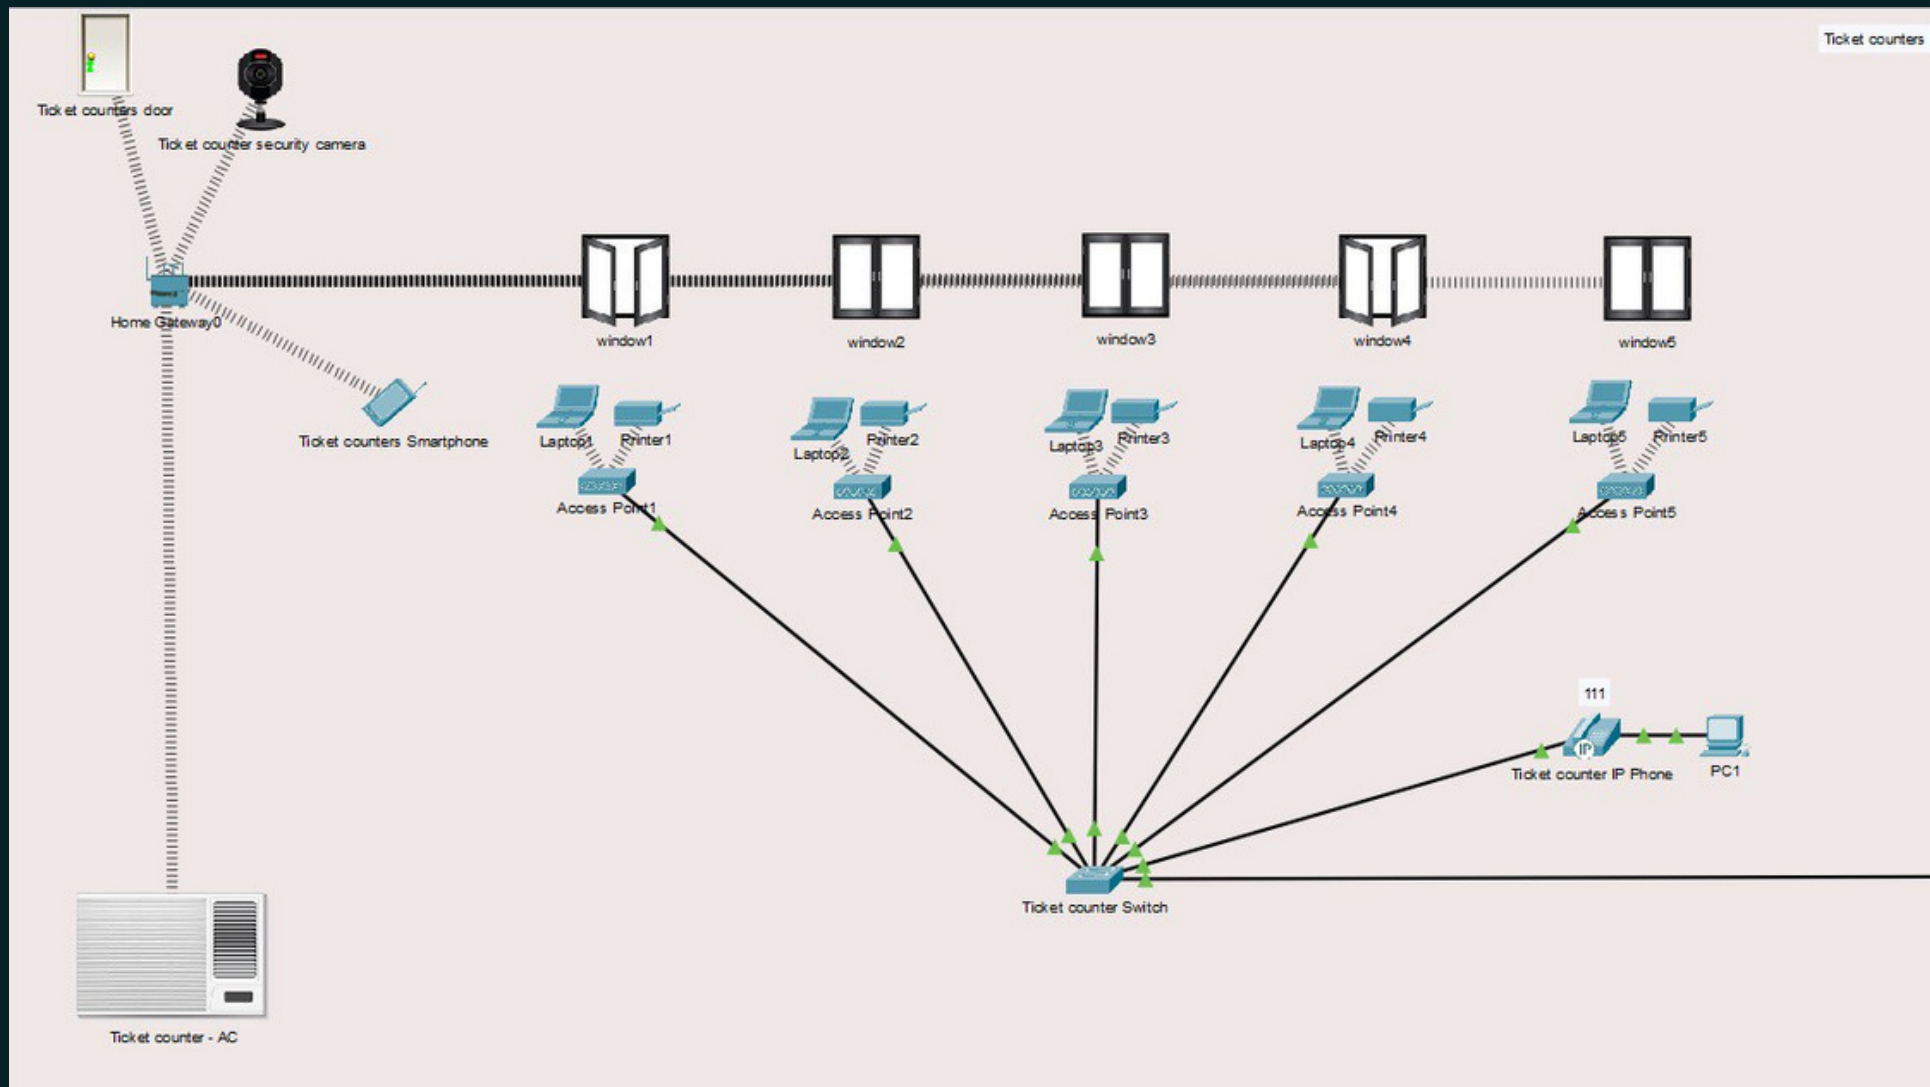 Ticket counters
Ticket counters door
Ticket counter security camera
Home Gateway0
window1
window2
window3
window4
window5
Ticket counters Smartphone
Laptop1
Printer1
Laptop2
Printer2
Laptop3
Printer3
Laptop4
Printer4
Laptop5
Printer5
Access Point1
Access Point2
Access Point3
Access Point4
Access Point5
111
IP
Ticket counter IP Phone
PC1
Ticket counter Switch
Ticket counter - AC